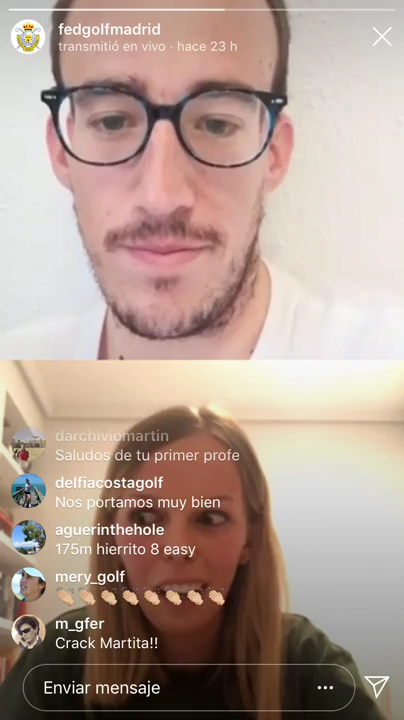 fedgolfmadrid
transmitió en vivo · hace 23 h
darchiviomartin
Saludos de tu primer profe
delfiacostagolf
Nos portamos muy bien
aguerinthehole
175m hierrito 8 easy
mery_golf
👏🏻👏🏻👏🏻👏🏻👏🏻👏🏻👏🏻👏🏻
m_gfer
Crack Martita!!
Enviar mensaje